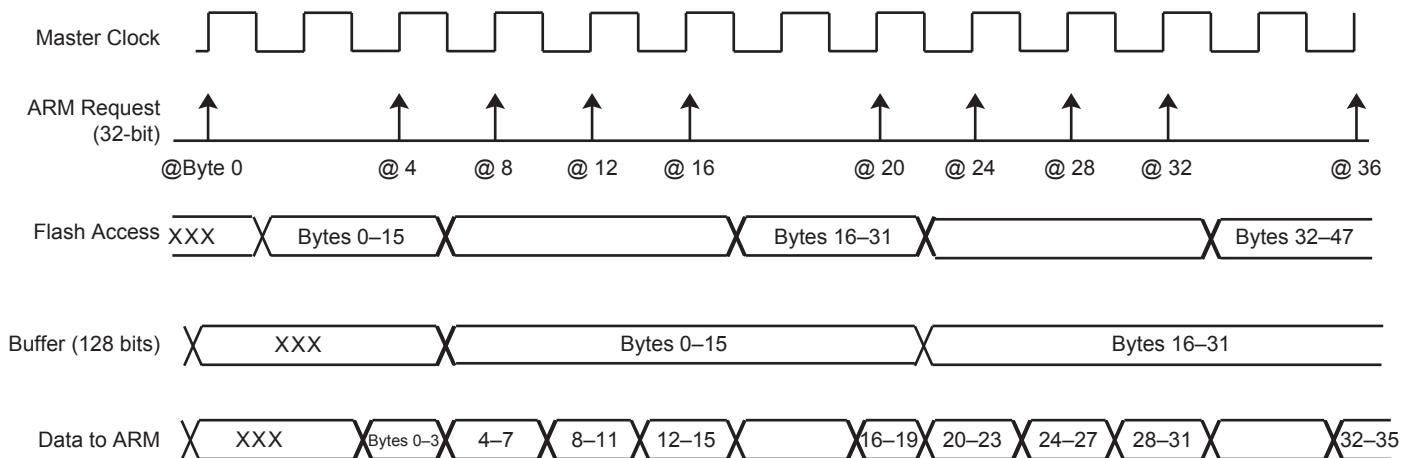 Master Clock
ARM Request
(32-bit)
@Byte 0 @ 4 @ 8 @ 12 @ 16 @ 20 @ 24 @ 28 @ 32 @ 36
Flash Access XXX Bytes 0–15 Bytes 16–31 Bytes 32–47
Buffer (128 bits) XXX Bytes 0–15 Bytes 16–31
Data to ARM XXX Bytes 0–3 4–7 8–11 12–15 16–19 20–23 24–27 28–31 32–35